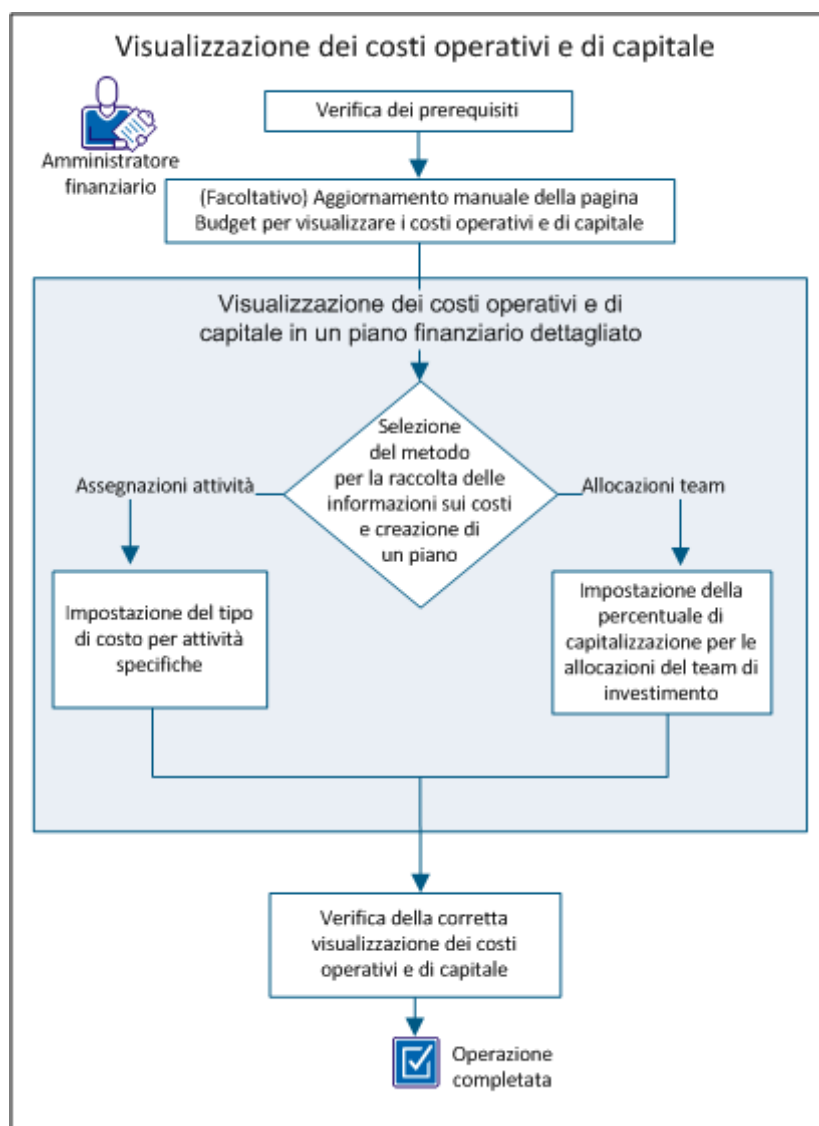 Visualizzazione dei costi operativi e di capitale
Amministratore
finanziario
Verifica dei prerequisiti
(Facoltativo) Aggiornamento manuale della pagina
Budget per visualizzare i costi operativi e di capitale
Visualizzazione dei costi operativi e di
capitale in un piano finanziario dettagliato
Selezione
del metodo
per la raccolta delle
informazioni sui costi
e creazione di
un piano
Assegnazioni attività
Allocazioni team
Impostazione del tipo
di costo per attività
specifiche
Impostazione della
percentuale di
capitalizzazione per le
allocazioni del team di
investimento
Verifica della corretta
visualizzazione dei costi
operativi e di capitale
Operazione
completata